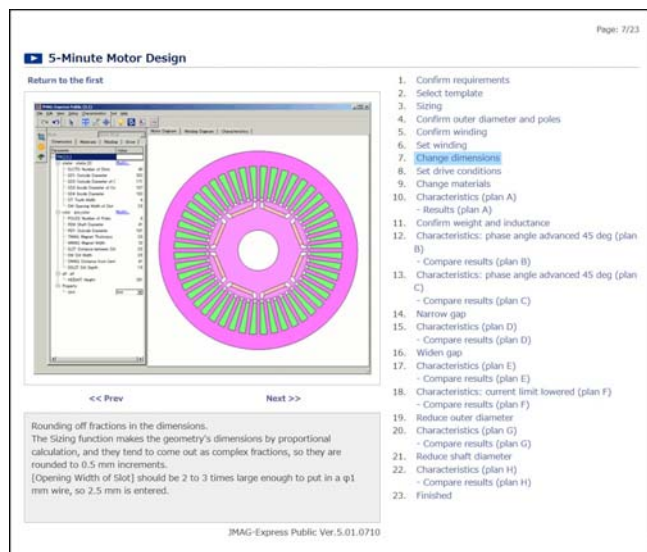 Page: 7/23
5-Minute Motor Design
Return to the first
1. Confirm requirements
2. Select template
3. Sizing
4. Confirm outer diameter and poles
5. Confirm winding
6. Set winding
7. Change dimensions
8. Set drive conditions
9. Change materials
10. Characteristics (plan A)
- Results (plan A)
11. Confirm weight and inductance
12. Characteristics: phase angle advanced 45 deg (plan
B)
- Compare results (plan B)
13. Characteristics: phase angle advanced 45 deg (plan
C)
- Compare results (plan C)
14. Narrow gap
15. Characteristics (plan D)
- Compare results (plan D)
16. Widen gap
17. Characteristics (plan E)
- Compare results (plan E)
18. Characteristics: current limit lowered (plan F)
- Compare results (plan F)
19. Reduce outer diameter
20. Characteristics (plan G)
- Compare results (plan G)
21. Reduce shaft diameter
22. Characteristics (plan H)
- Compare results (plan H)
23. Finished
<< Prev
Next >>
Rounding off fractions in the dimensions.
The Sizing function makes the geometry's dimensions by proportional
calculation, and they tend to come out as complex fractions, so they are
rounded to 0.5 mm increments.
[Opening Width of Slot] should be 2 to 3 times large enough to put in a φ1
mm wire, so 2.5 mm is entered.
JMAG-Express Public Ver.5.01.0710